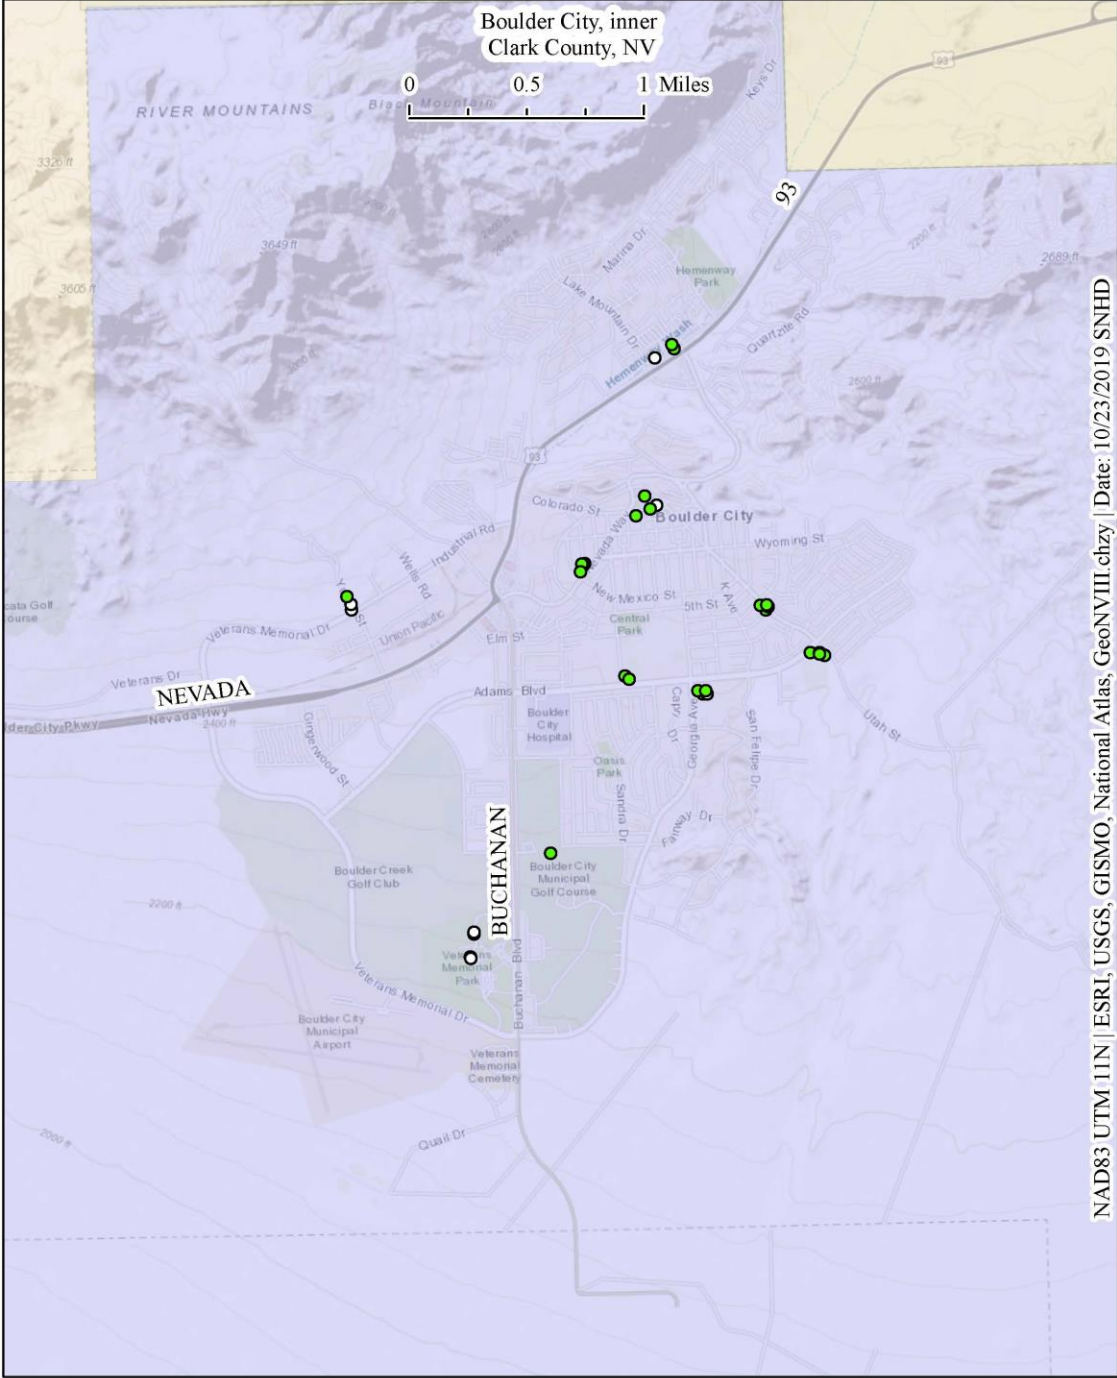 Boulder City, inner
Clark County, NV
0 0.5 1 Miles
RIVER MOUNTAINS
Black Mountain
Keys Dr
93
3326 ft
93
3649 ft
Marina Dr
2200 ft
2689 ft
3605 ft
Hemenway
Park
Lake Mountain Dr
Quartzite Rd
Hemenway Wash
2600 ft
93
Colorado St
Boulder City
Nevada Way
Industrial Rd
Wyoming St
Wells Rd
New Mexico St
5th St
K Ave
Central
Park
Union Pacific
Veterans Memorial Dr
Elm St
Veterans Dr
NEVADA
Nevada Hwy
2400 ft
Adams Blvd
Boulder
City
Hospital
Georgia Ave
Utah St
Gingerwood St
Oasis
Park
Sandra Dr
Fairway Dr
BUCHANAN
Boulder Creek
Golf Club
Boulder City
Municipal
Golf Course
2200 ft
Veterans
Memorial
Park
Buchanan Blvd
Veterans Memorial Dr
Boulder City
Municipal
Airport
Veterans
Memorial
Cemetery
Quail Dr
2000 ft
NAD83 UTM 11N | ESRI, USGS, GISMO, National Atlas, GeoNVIII.chzy | Date: 10/23/2019 SNHD